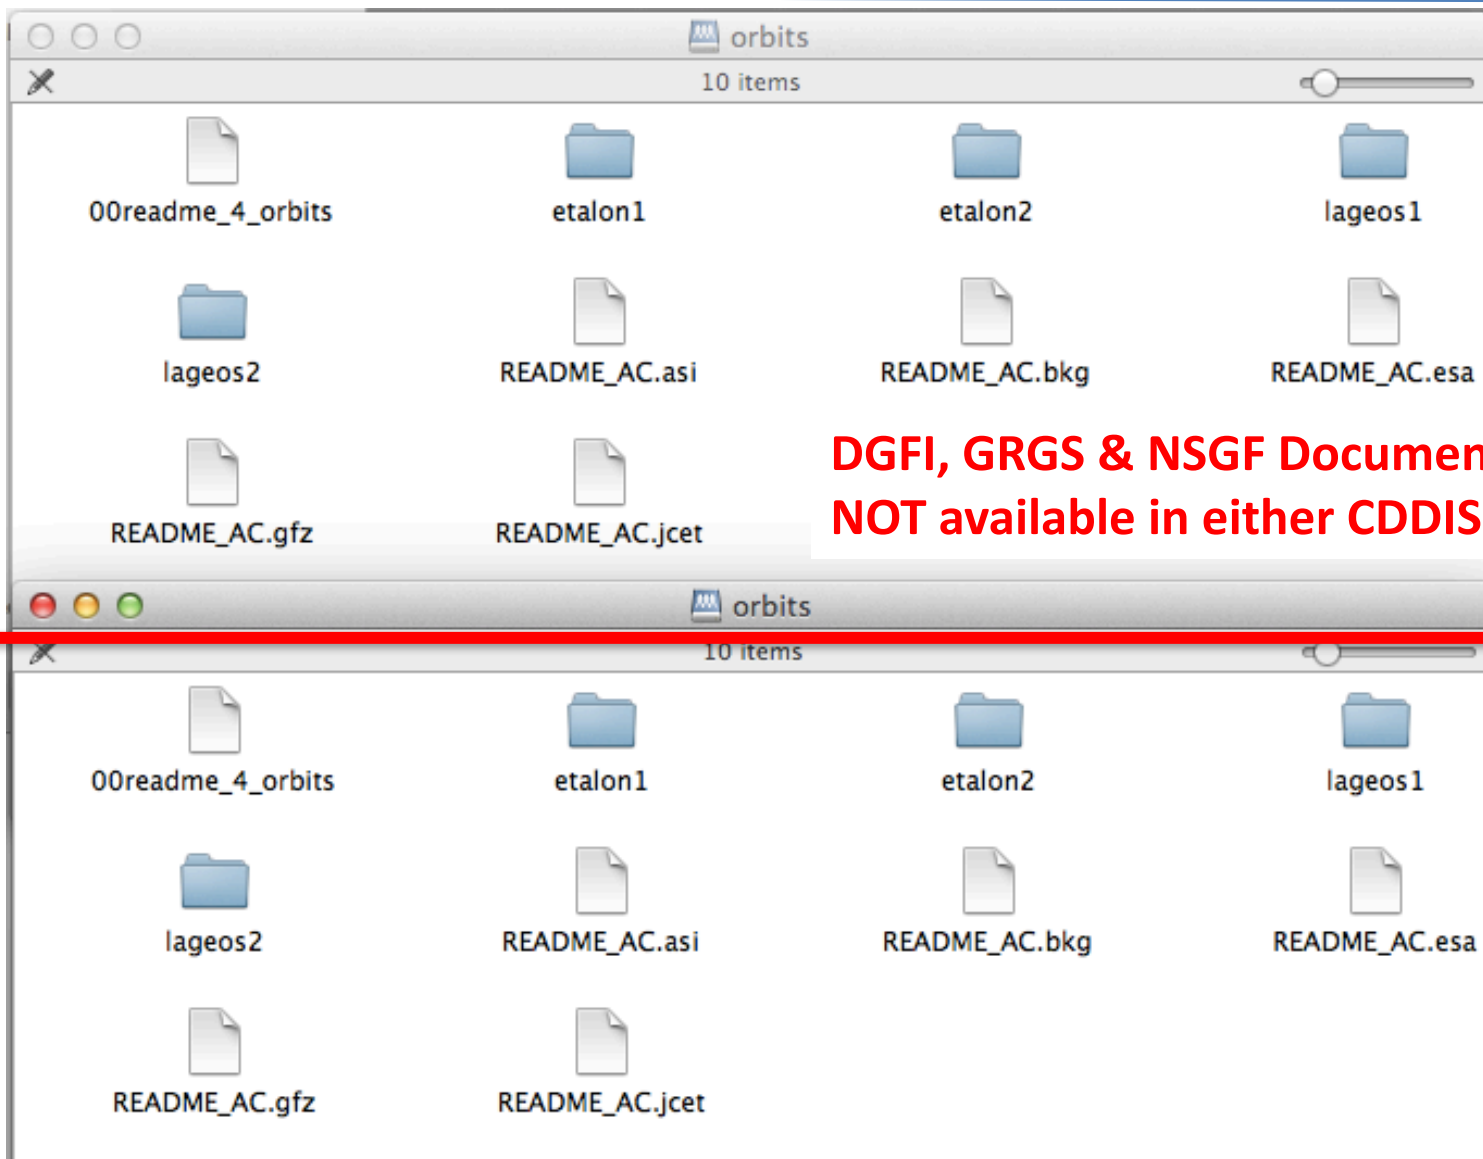 orbits
10 items
00readme_4_orbits etalon1 etalon2 lageos1
lageos2 README_AC.asi README_AC.bkg README_AC.esa
DGFI, GRGS & NSGF Documen
NOT available in either CDDIS
README_AC.gfz README_AC.jcet
orbits
10 items
00readme_4_orbits etalon1 etalon2 lageos1
lageos2 README_AC.asi README_AC.bkg README_AC.esa
README_AC.gfz README_AC.jcet